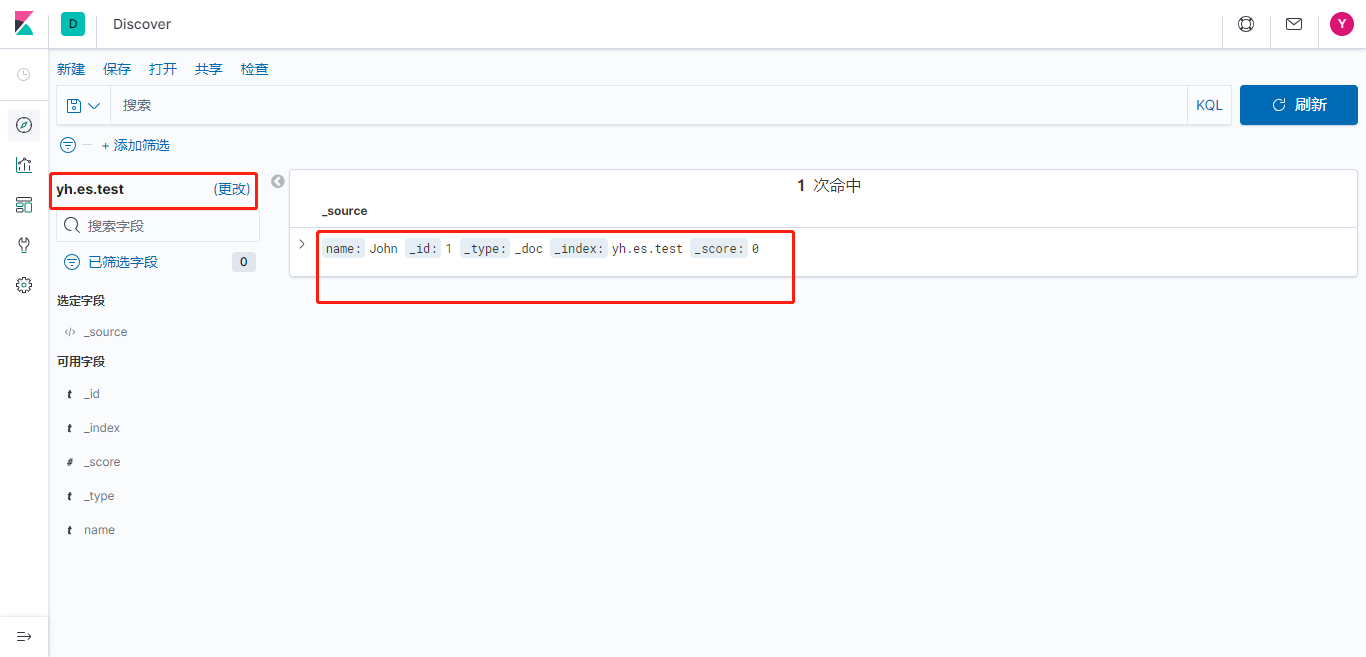 D Discover Y
新建 保存 打开 共享 检查
搜索 KQL 刷新
+ 添加筛选
yh.es.test (更改)
1 次命中
_source
搜索字段
name: John _id: 1 _type: _doc _index: yh.es.test _score: 0
已筛选字段 0
选定字段
</> _source
可用字段
t _id
t _index
# _score
t _type
t name